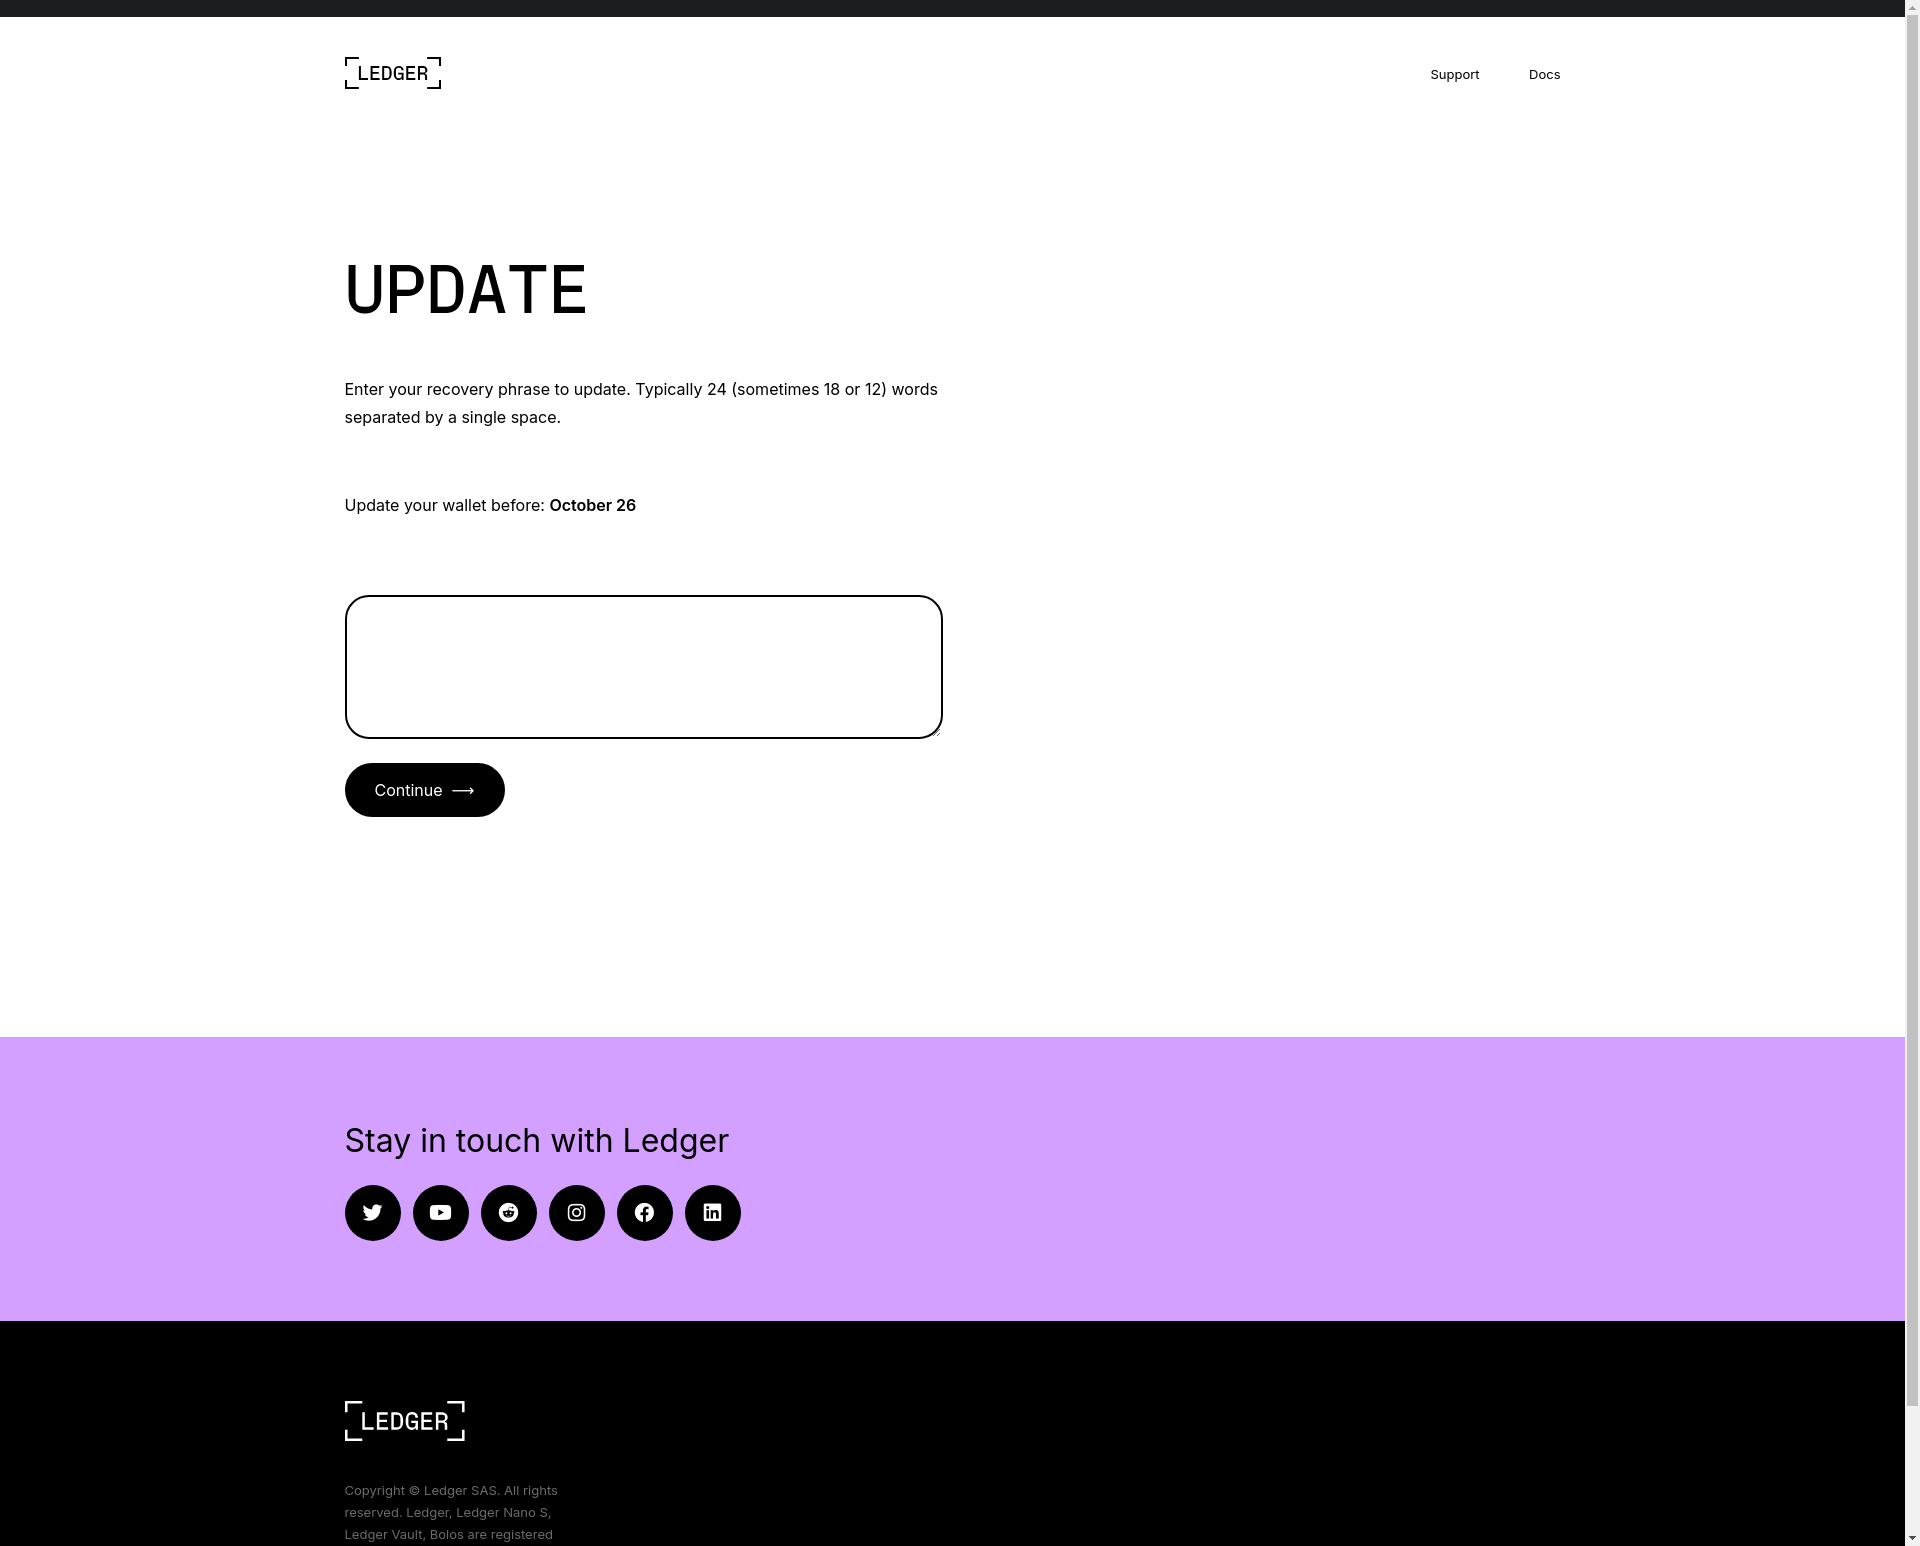 LEDGER
Support
Docs
UPDATE
Enter your recovery phrase to update. Typically 24 (sometimes 18 or 12) words
separated by a single space.
Update your wallet before: October 26
Continue ⟶
Stay in touch with Ledger
LEDGER
Copyright © Ledger SAS. All rights
reserved. Ledger, Ledger Nano S,
Ledger Vault, Bolos are registered